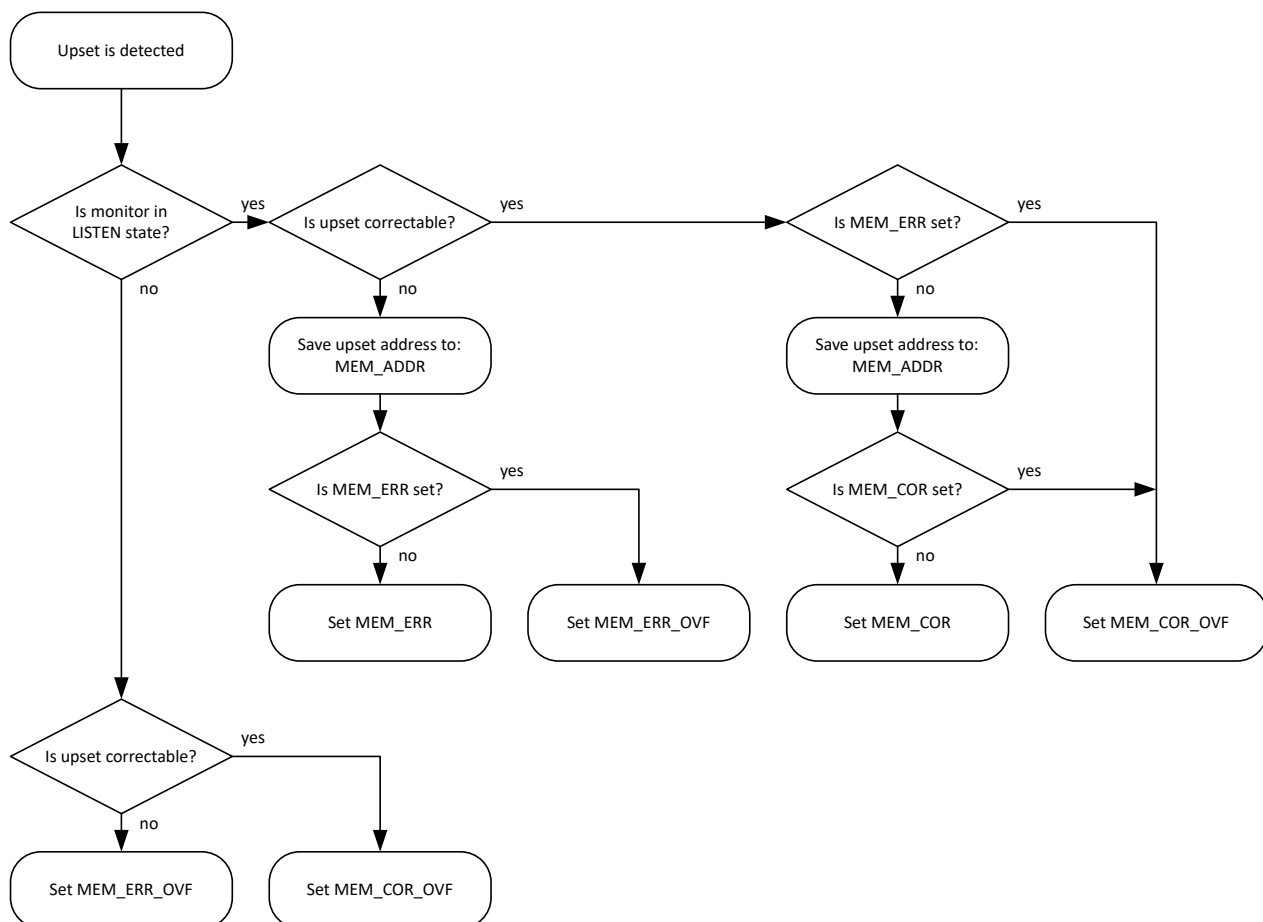 Upset is detected
Is monitor in
LISTEN state?
yes
no
Is upset correctable?
yes
no
Is MEM_ERR set?
yes
no
Save upset address to:
MEM_ADDR
Save upset address to:
MEM_ADDR
Is MEM_ERR set?
yes
no
Is MEM_COR set?
yes
no
Set MEM_ERR
Set MEM_ERR_OVF
Set MEM_COR
Set MEM_COR_OVF
Is upset correctable?
yes
no
Set MEM_ERR_OVF
Set MEM_COR_OVF